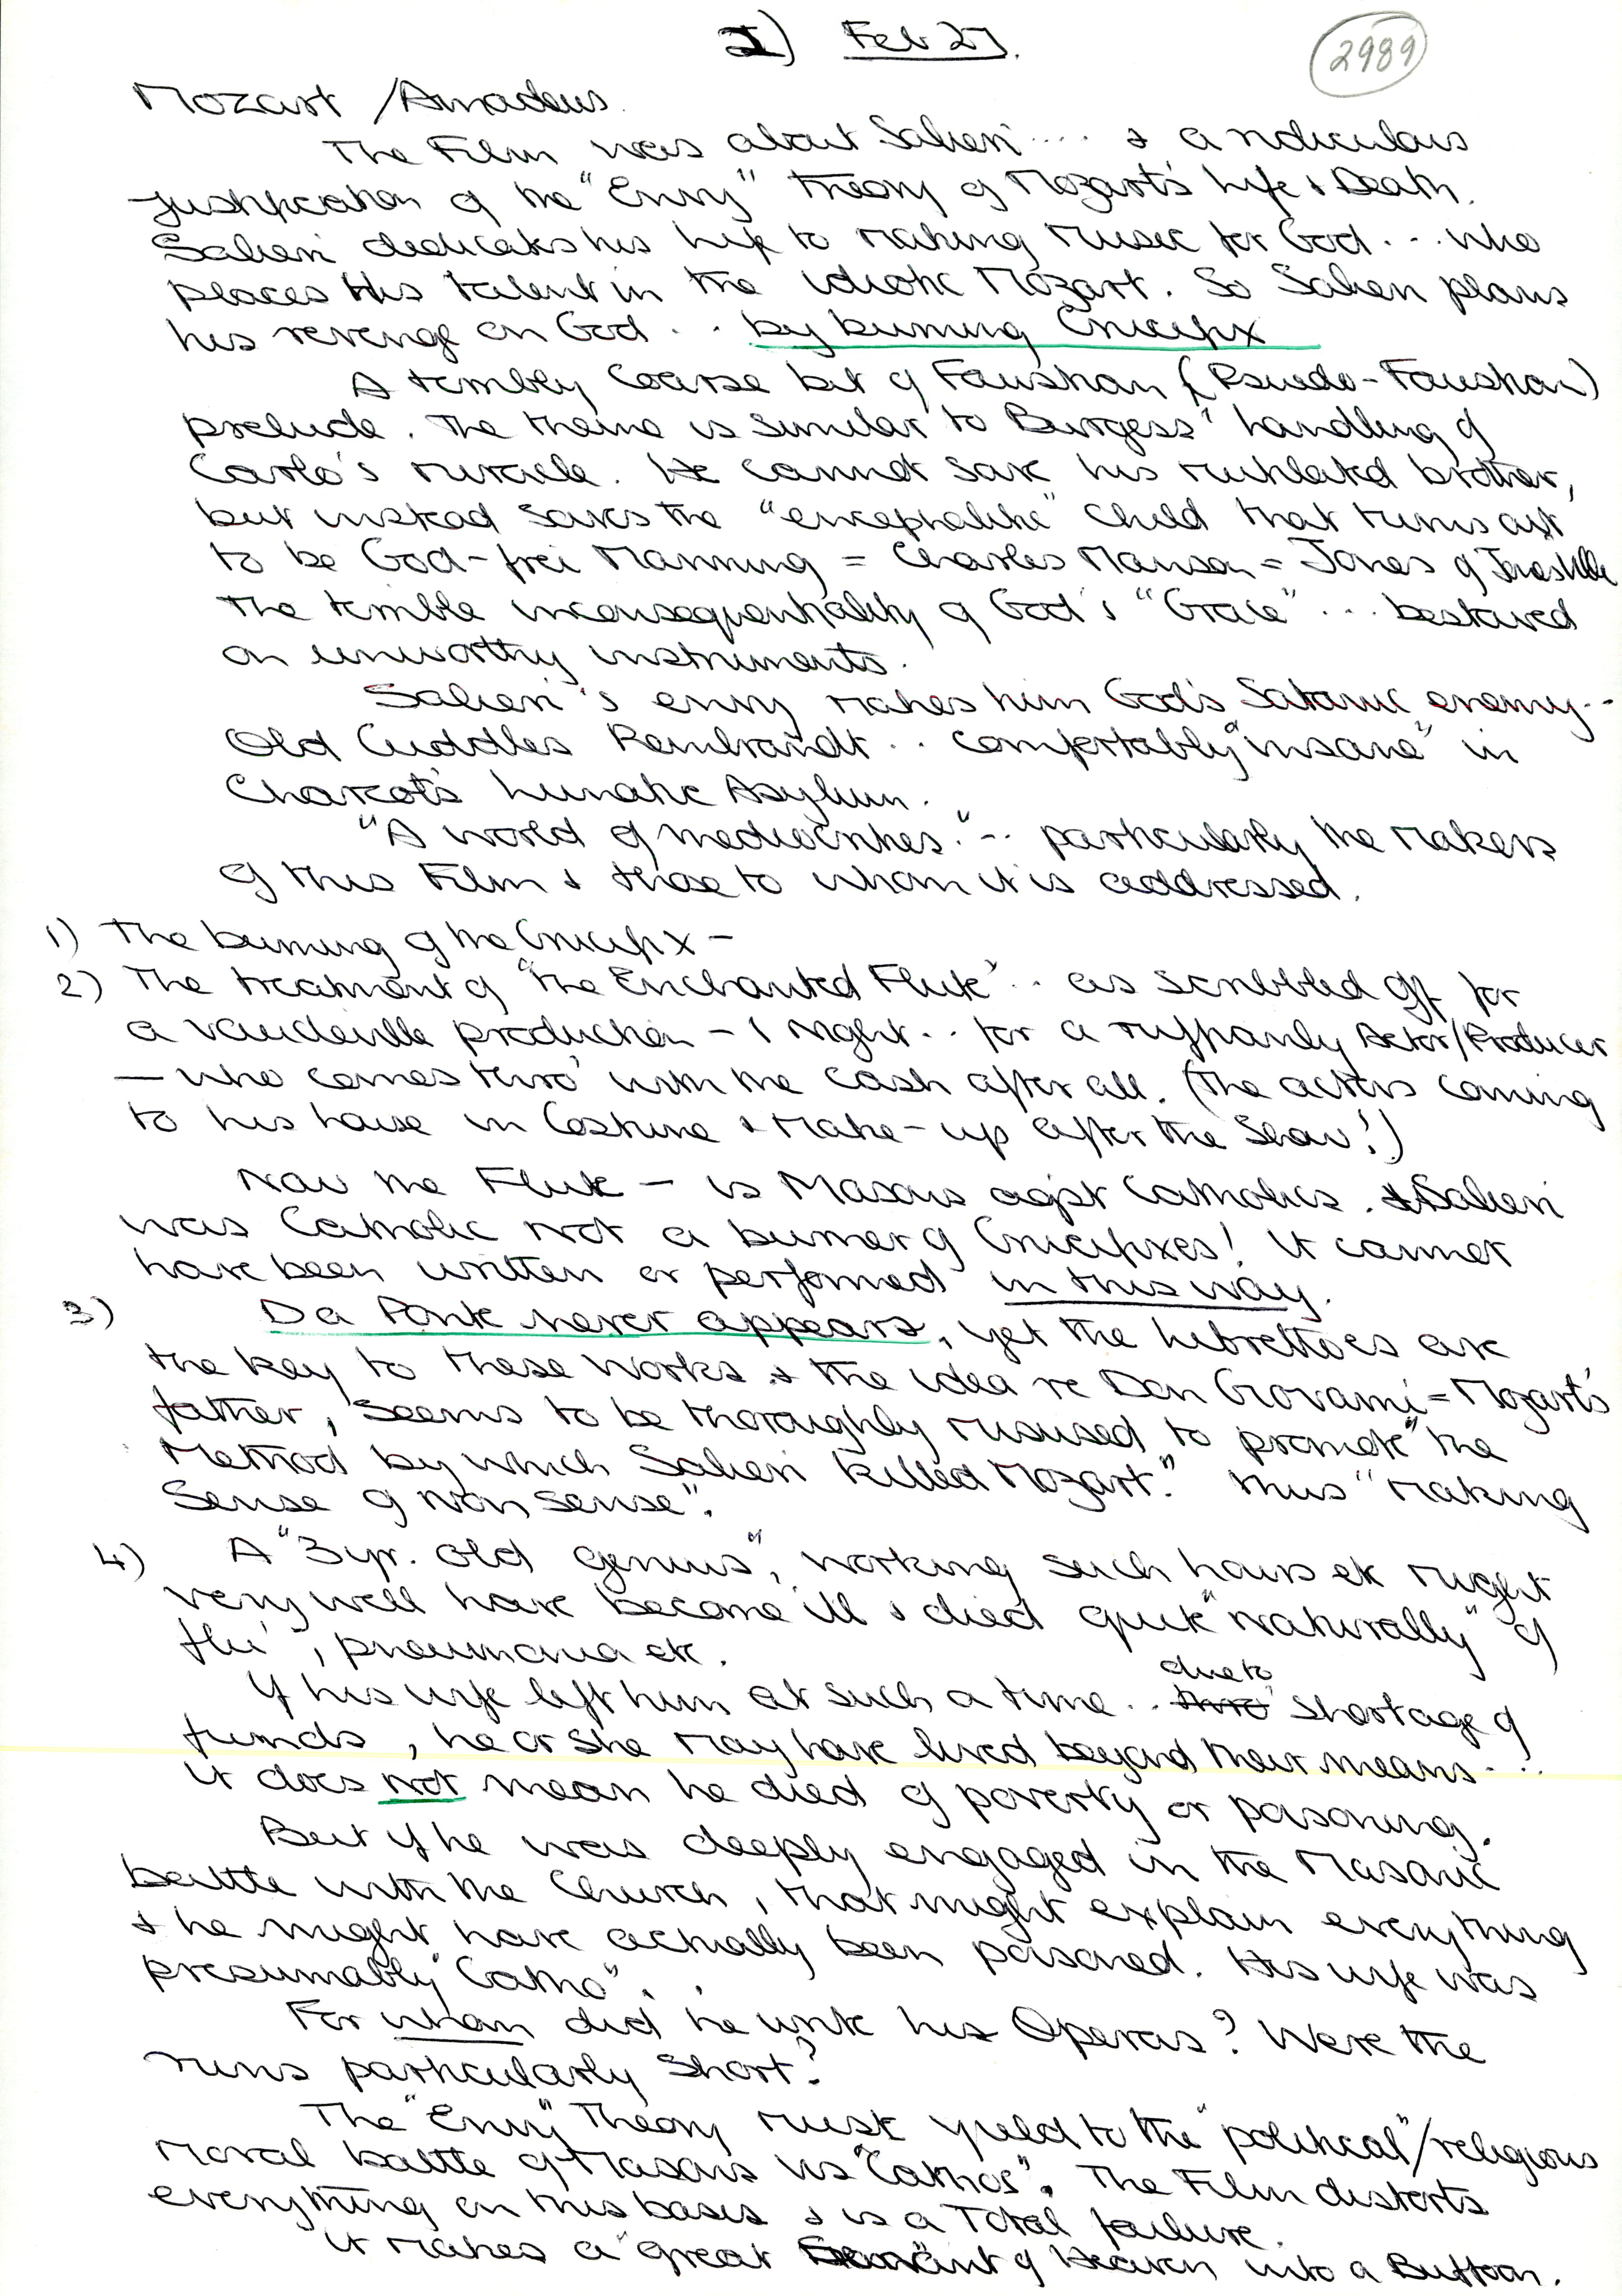 I) Feb 27.
2989
Mozart /Amadeus.
The Film was about Salieri .... & a ridiculous
justification of the "Envy" Theory of Mozart's Life & Death.
Salieri dedicates his life to making Music for God ... who
places His talent in the idiotic Mozart. So Salieri plans
his revenge on God ... by burning Crucifix
A terribly coarse bit of Faustian (Psuedo-Faustian)
prelude. The theme is similar to Burgess' handling of
Carlo's miracle. He cannot save his mutilated brother,
but instead saves the "encephalitic" child that turns out
to be God-frei Manning = Charles Manson = Jones of Jonesville
The terrible inconsequentiality of God's "Grace" ... bestowed
on unworthy instruments.
Salieri's envy makes him God's Satanic enemy...
Old Cuddles Rembrandt .. comfortably "insane" in
Charcot's Lunatic Asylum.
"A world of mediocrities." -.. particularly the makers
of this Film & those to whom it is addressed.
1) The burning of the Crucifix -
2) The treatment of "The Enchanted Flute" .. as scribbled off for
a vaudeville production - 1 night .. for a ruffianly Actor/Producer
— who comes thro' with the cash after all. (The actors coming
to his house in Costume & Make-up after the Show!)
Now the Flute — is Masons agst Catholics. Salieri
was Catholic not a burner of Crucifixes! It cannot
have been written or performed in this way.
3) Da Ponte never appears, yet the librettoes are
the key to these works & the idea re Don Giovanni = Mozart's
father, seems to be thoroughly misused to promote "the
Method by which Salieri killed Mozart." Thus "Making
Sense of Non sense".
4) A "3 yr. old genius", working such hours etc might
very well have become ill & died quite "naturally" of
flu', pneumonia etc.
If his wife left him at such a time .. due to shortage of
funds, he or she may have lived beyond their means ...
it does not mean he died of poverty or poisoning.
But if he was deeply engaged in the Masonic
battle with the Church, that might explain everything
& he might have actually been poisoned. His wife was
presumably "Catho".
For whom did he write his Operas? Were the
runs particularly short?
The "Envy" Theory must yield to the "political"/religious
Moral battle of Masons vs "Cathos". The Film distorts
everything on this basis & is a Total failure.
It makes a "great Servant of Heaven into a Buffoon.